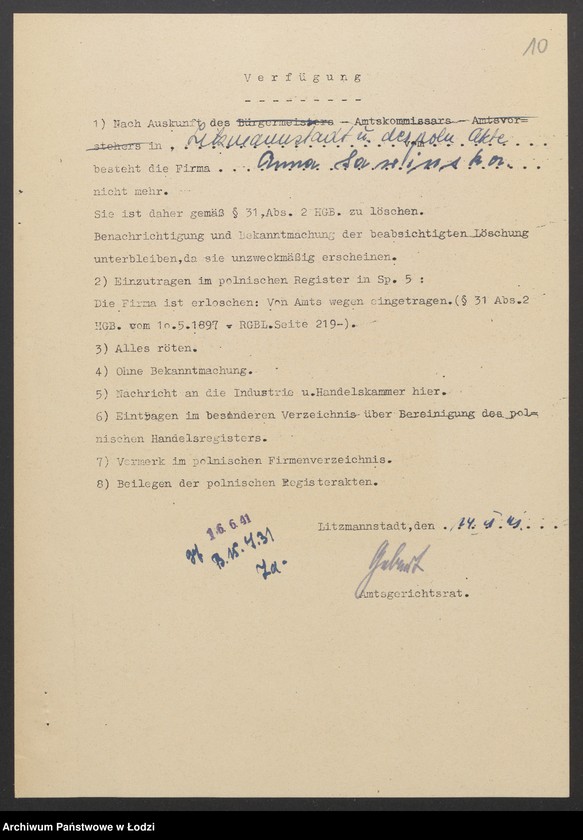 10
Verfügung
- - - - - - - - -
1) Nach Auskunft des Bürgermeisters - Amtskommissars - Amtsvor=
stehers in , Litzmannstadt u. der poln. Akte ....
besteht die Firma ... Anna ...
nicht mehr.
Sie ist daher gemäß § 31,Abs. 2 HGB. zu löschen.
Benachrichtigung und Bekanntmachung der beabsichtigten Löschung
unterbleiben,da sie unzweckmäßig erscheinen.
2) Einzutragen im polnischen Register in Sp. 5 :
Die Firma ist erloschen: Von Amts wegen eingetragen.(§ 31 Abs.2
HGB. vom 1o.5.1897 - RGBL.Seite 219-).
3) Alles röten.
4) Ohne Bekanntmachung.
5) Nachricht an die Industrie u.Handelskammer hier.
6) Eintragen im besonderen Verzeichnis über Bereinigung des pol=
nischen Handelsregisters.
7) Vermerk im polnischen Firmenverzeichnis.
8) Beilegen der polnischen Registerakten.
Litzmannstadt,den
16.6.41
Amtsgerichtsrat.
Archiwum Państwowe w Łodzi